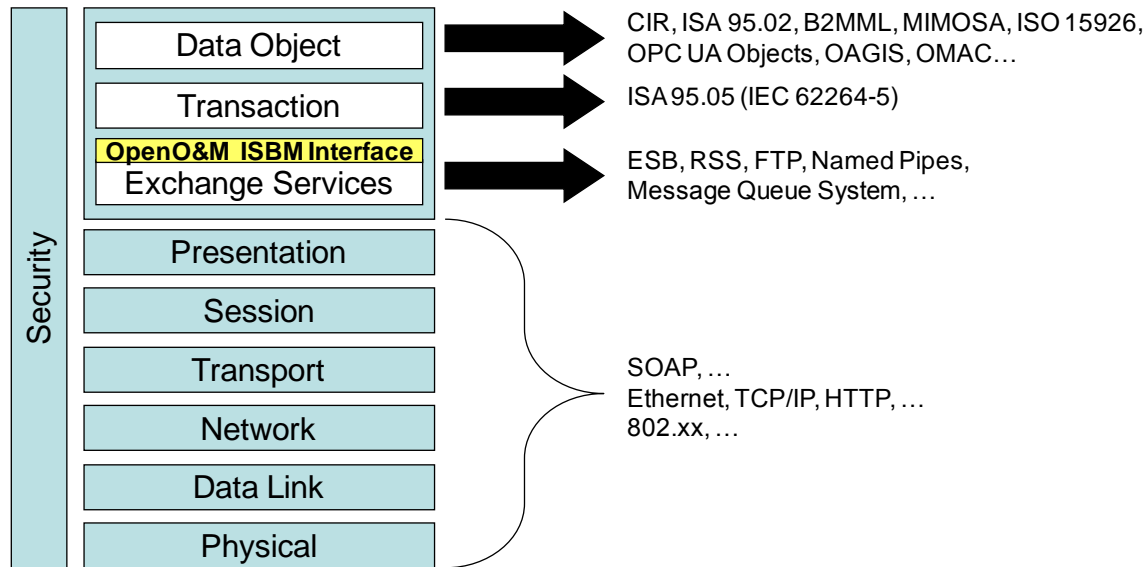 Security
Data Object
CIR, ISA 95.02, B2MML, MIMOSA, ISO 15926,
OPC UA Objects, OAGIS, OMAC…
Transaction
ISA 95.05 (IEC 62264-5)
OpenO&M ISBM Interface
Exchange Services
ESB, RSS, FTP, Named Pipes,
Message Queue System, …
Presentation
Session
Transport
Network
Data Link
Physical
SOAP, …
Ethernet, TCP/IP, HTTP, …
802.xx, …